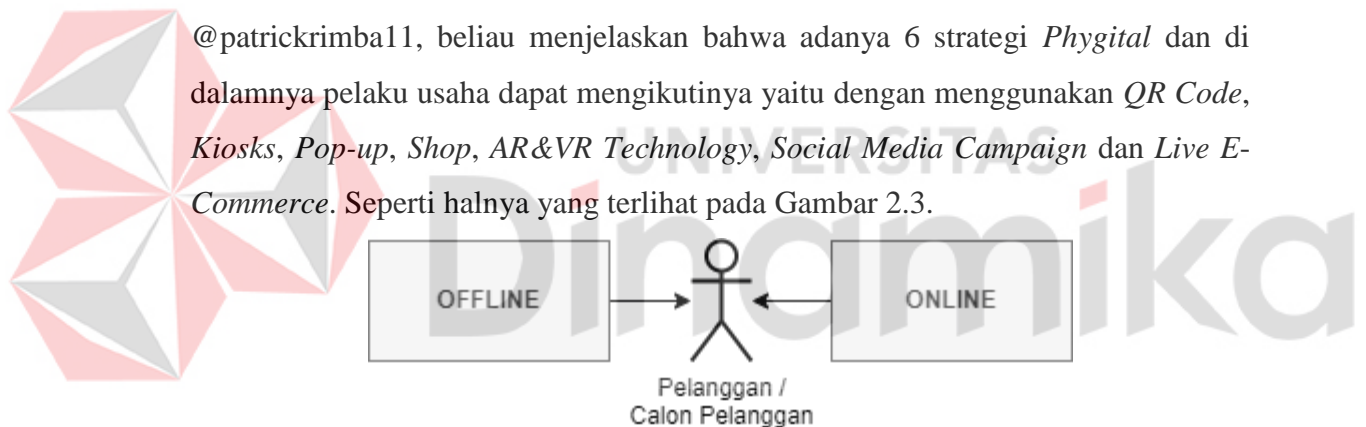 @patrickrimba11, beliau menjelaskan bahwa adanya 6 strategi Phygital dan di
dalamnya pelaku usaha dapat mengikutinya yaitu dengan menggunakan QR Code,
Kiosks, Pop-up, Shop, AR&VR Technology, Social Media Campaign dan Live E-
Commerce. Seperti halnya yang terlihat pada Gambar 2.3.
UNIVERSITAS
Dinamika
OFFLINE
ONLINE
Pelanggan /
Calon Pelanggan